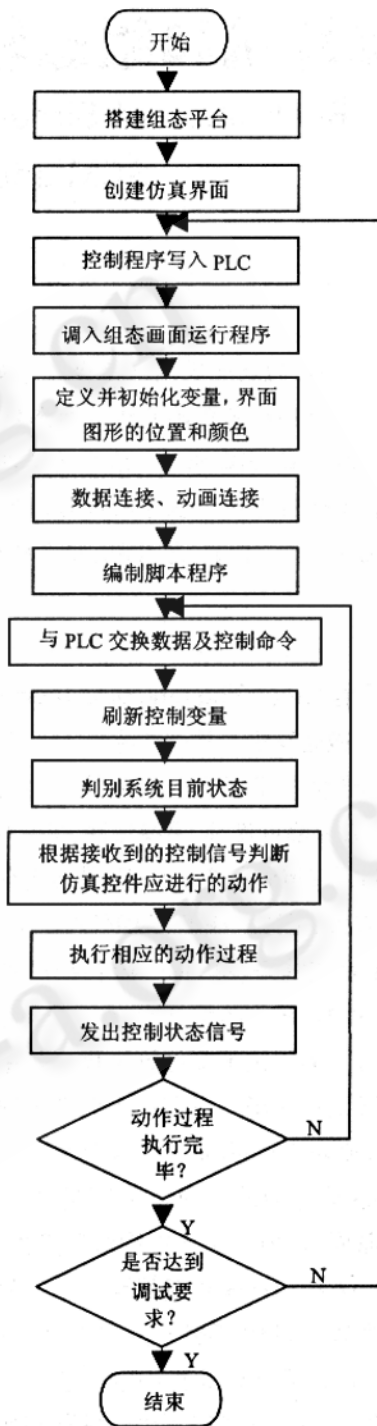 开始
搭建组态平台
创建仿真界面
控制程序写入 PLC
调入组态画面运行程序
定义并初始化变量，界面
图形的位置和颜色
数据连接、动画连接
编制脚本程序
与 PLC 交换数据及控制命令
刷新控制变量
判别系统目前状态
根据接收到的控制信号判断
仿真控件应进行的动作
执行相应的动作过程
发出控制状态信号
动作过程
执行完
毕？
N
Y
是否达到
调试要
求？
N
Y
结束